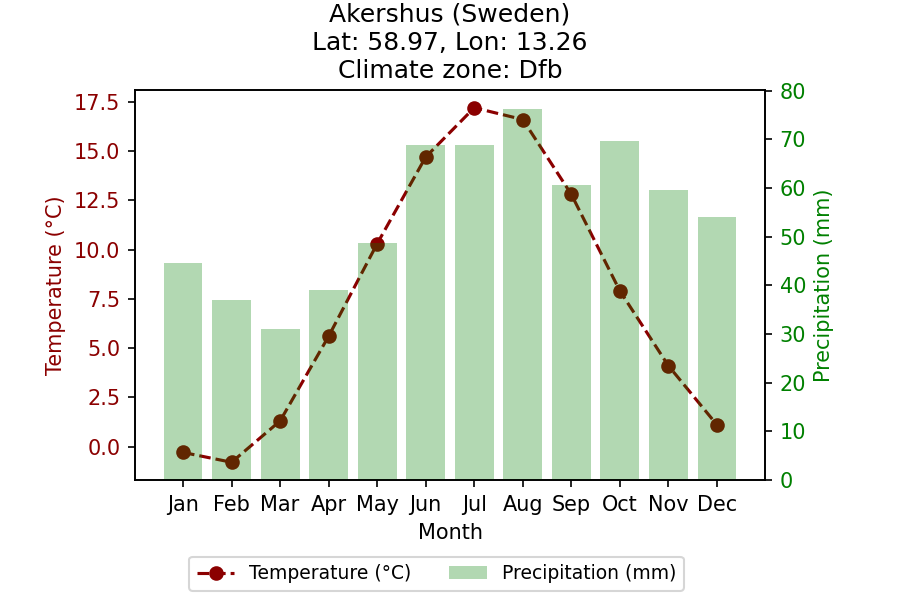 Akershus (Sweden)
Lat: 58.97, Lon: 13.26
Climate zone: Dfb
17.5
15.0
12.5
10.0
7.5
5.0
2.5
0.0
Temperature (°C)
80
70
60
50
40
30
20
10
0
Precipitation (mm)
Jan Feb Mar Apr May Jun Jul Aug Sep Oct Nov Dec
Month
Temperature (°C) Precipitation (mm)